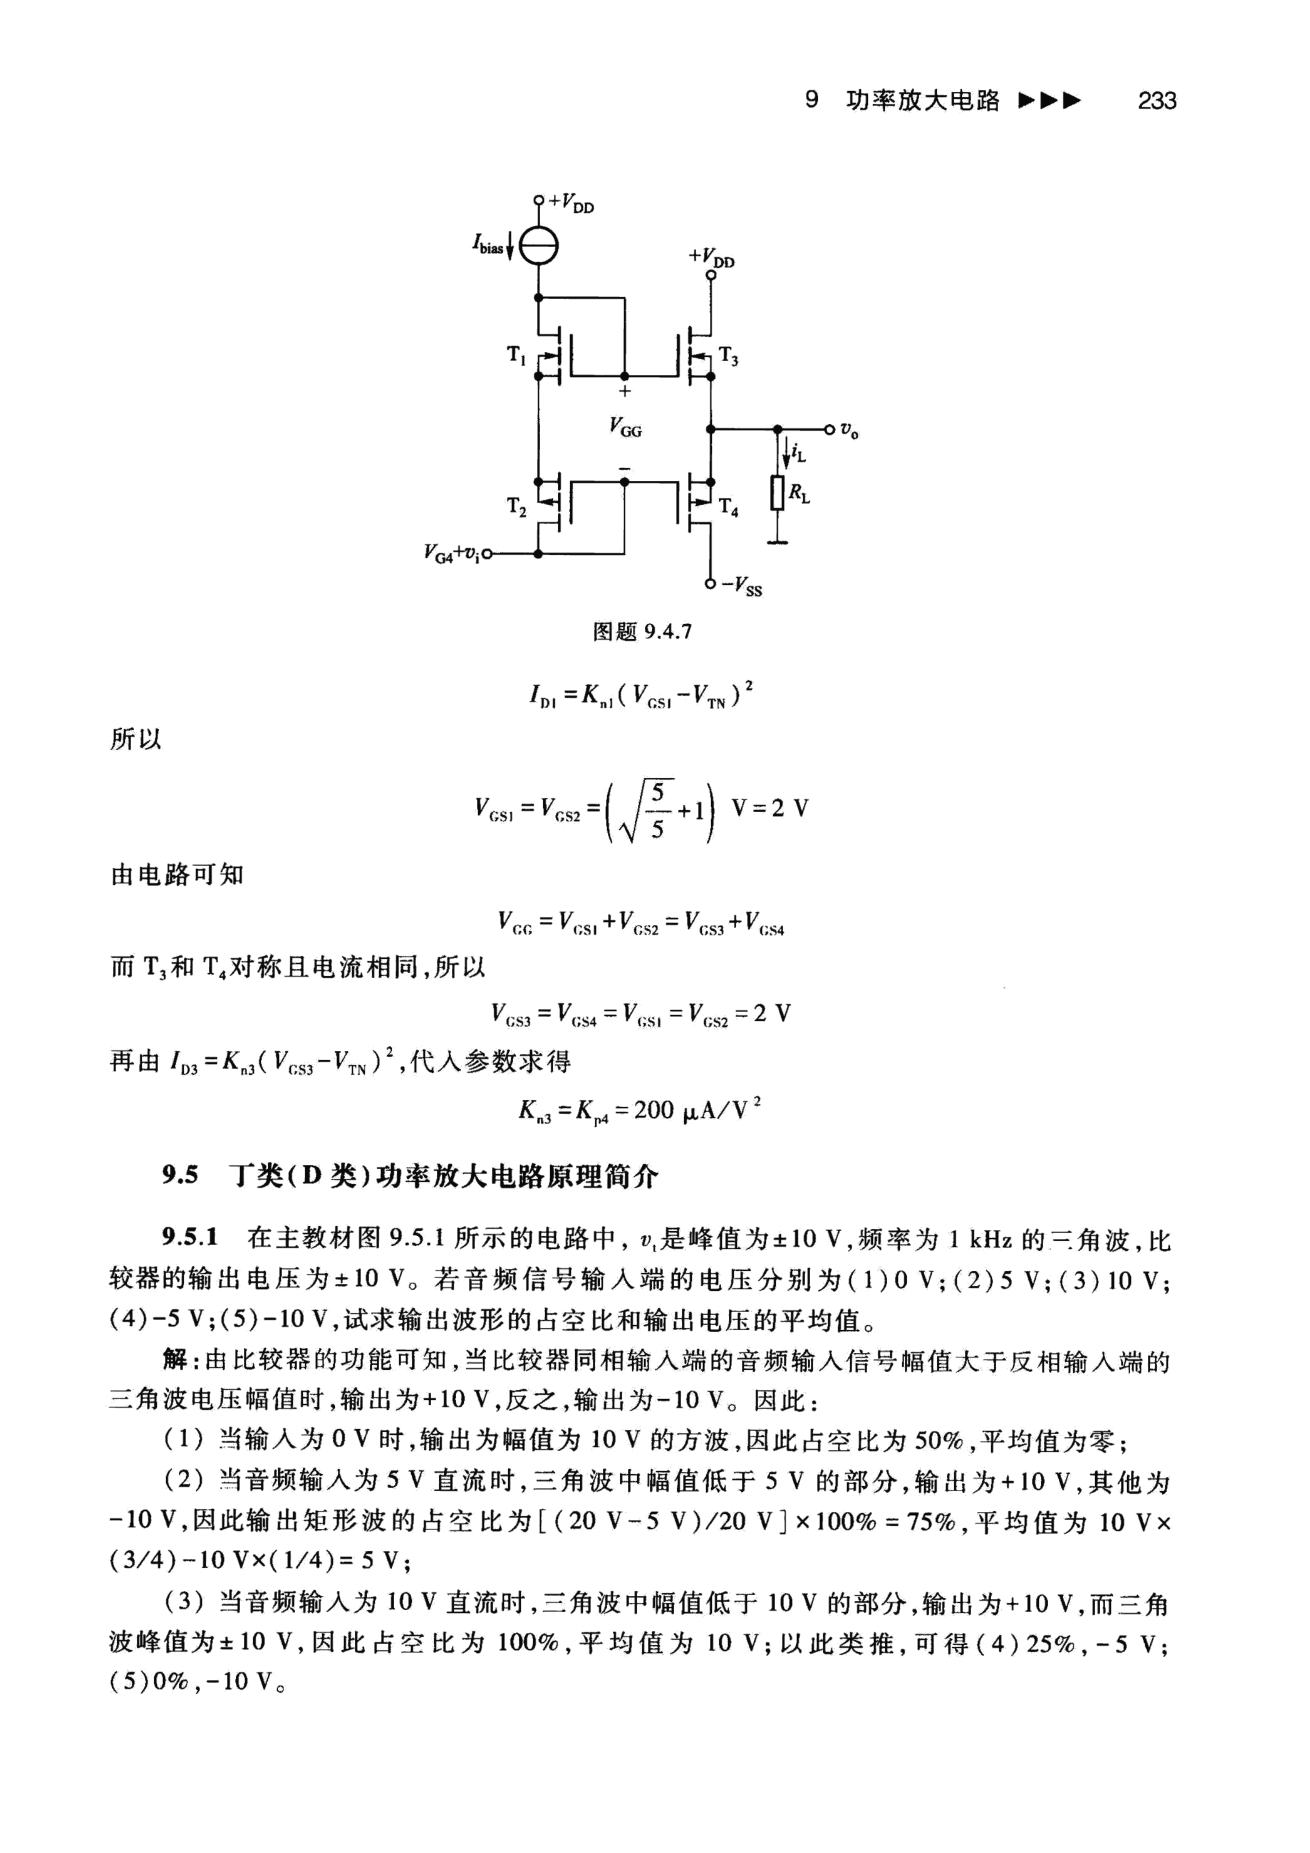 9 功率放大电路 ▶▶▶ 233
+V_DD
I_bias
+V_DD
T_1
T_3
+
V_GG
v_o
i_L
−
T_2
T_4
R_L
V_G4+v_i
−V_SS
图题 9.4.7
I_D1 = K_n1(V_GS1−V_TN)²
所以
V_GS1 = V_GS2 = (√(5/5)+1) V = 2 V
由电路可知
V_GG = V_GS1+V_GS2 = V_GS3+V_GS4
而 T_3和 T_4对称且电流相同,所以
V_GS3 = V_GS4 = V_GS1 = V_GS2 = 2 V
再由 I_D3 = K_n3(V_GS3−V_TN)²,代入参数求得
K_n3 = K_p4 = 200 μA/V²
9.5 丁类(D 类)功率放大电路原理简介
9.5.1 在主教材图 9.5.1 所示的电路中, v_t是峰值为±10 V,频率为 1 kHz 的三角波,比
较器的输出电压为±10 V。若音频信号输入端的电压分别为(1)0 V;(2)5 V;(3)10 V;
(4)−5 V;(5)−10 V,试求输出波形的占空比和输出电压的平均值。
解:由比较器的功能可知,当比较器同相输入端的音频输入信号幅值大于反相输入端的
三角波电压幅值时,输出为+10 V,反之,输出为−10 V。因此:
(1) 当输入为 0 V 时,输出为幅值为 10 V 的方波,因此占空比为 50%,平均值为零;
(2) 当音频输入为 5 V 直流时,三角波中幅值低于 5 V 的部分,输出为+10 V,其他为
−10 V,因此输出矩形波的占空比为[(20 V−5 V)/20 V]×100% = 75%,平均值为 10 V×
(3/4)−10 V×(1/4)= 5 V;
(3) 当音频输入为 10 V 直流时,三角波中幅值低于 10 V 的部分,输出为+10 V,而三角
波峰值为±10 V,因此占空比为 100%,平均值为 10 V;以此类推,可得(4)25%,−5 V;
(5)0%,−10 V。